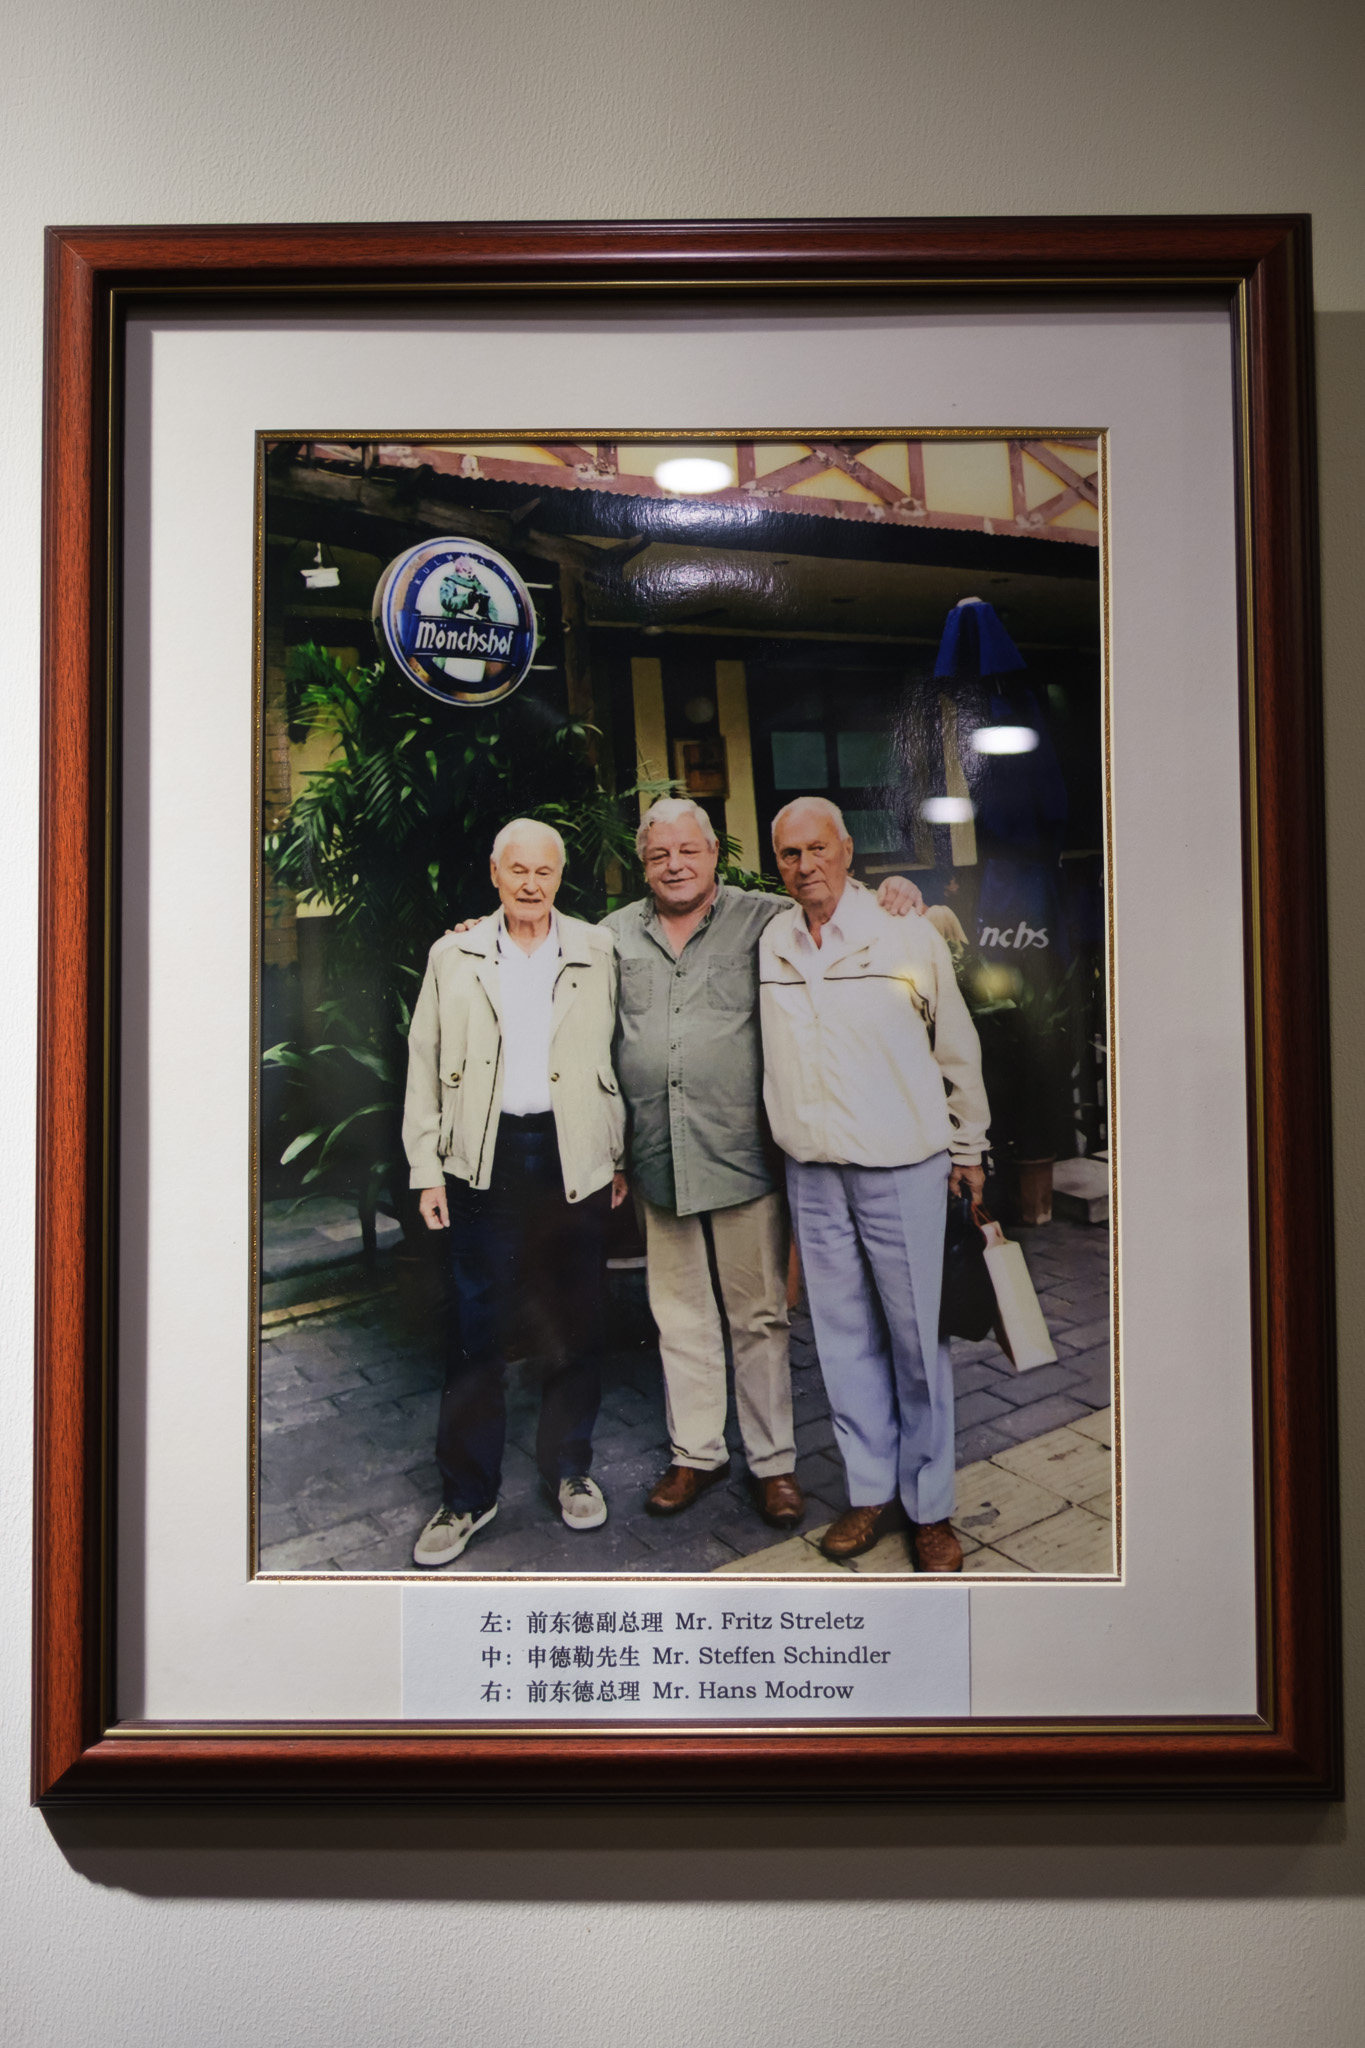 Mönchshof
nchs
左：前东德副总理 Mr. Fritz Streletz
中：申德勒先生 Mr. Steffen Schindler
右：前东德总理 Mr. Hans Modrow